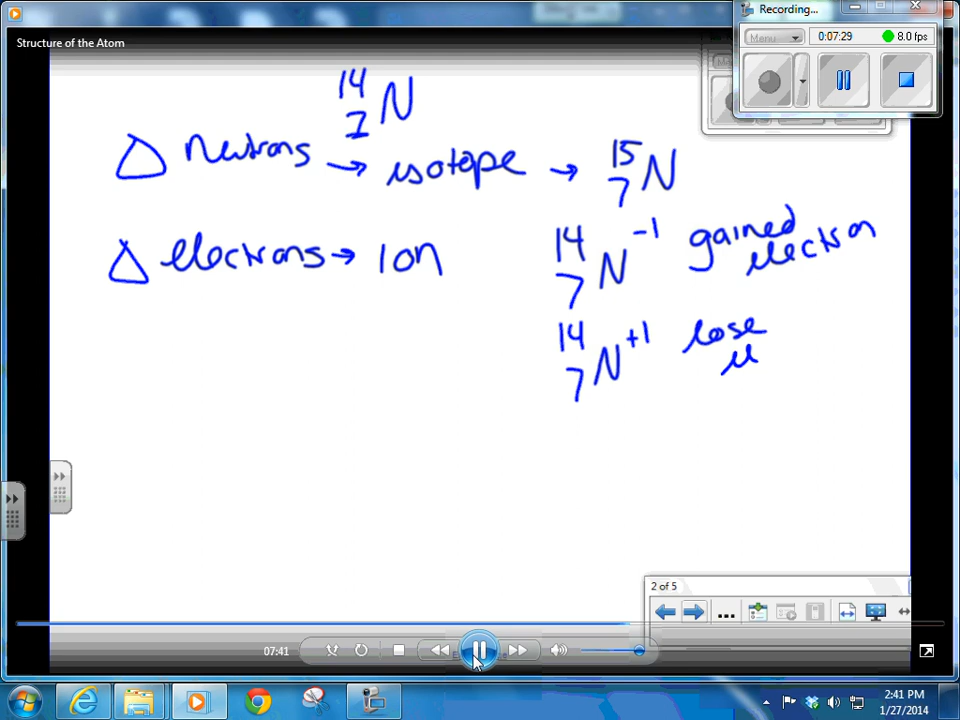 Recording...
Menu
0:07:29
8.0 fps
Structure of the Atom
14
7 N
Δ Neutrons → isotope → 15
7 N
Δ electrons → Ion
14
7 N -1 gained
electron
14
7 N +1 lose
el
2 of 5
07:41
2:41 PM
1/27/2014